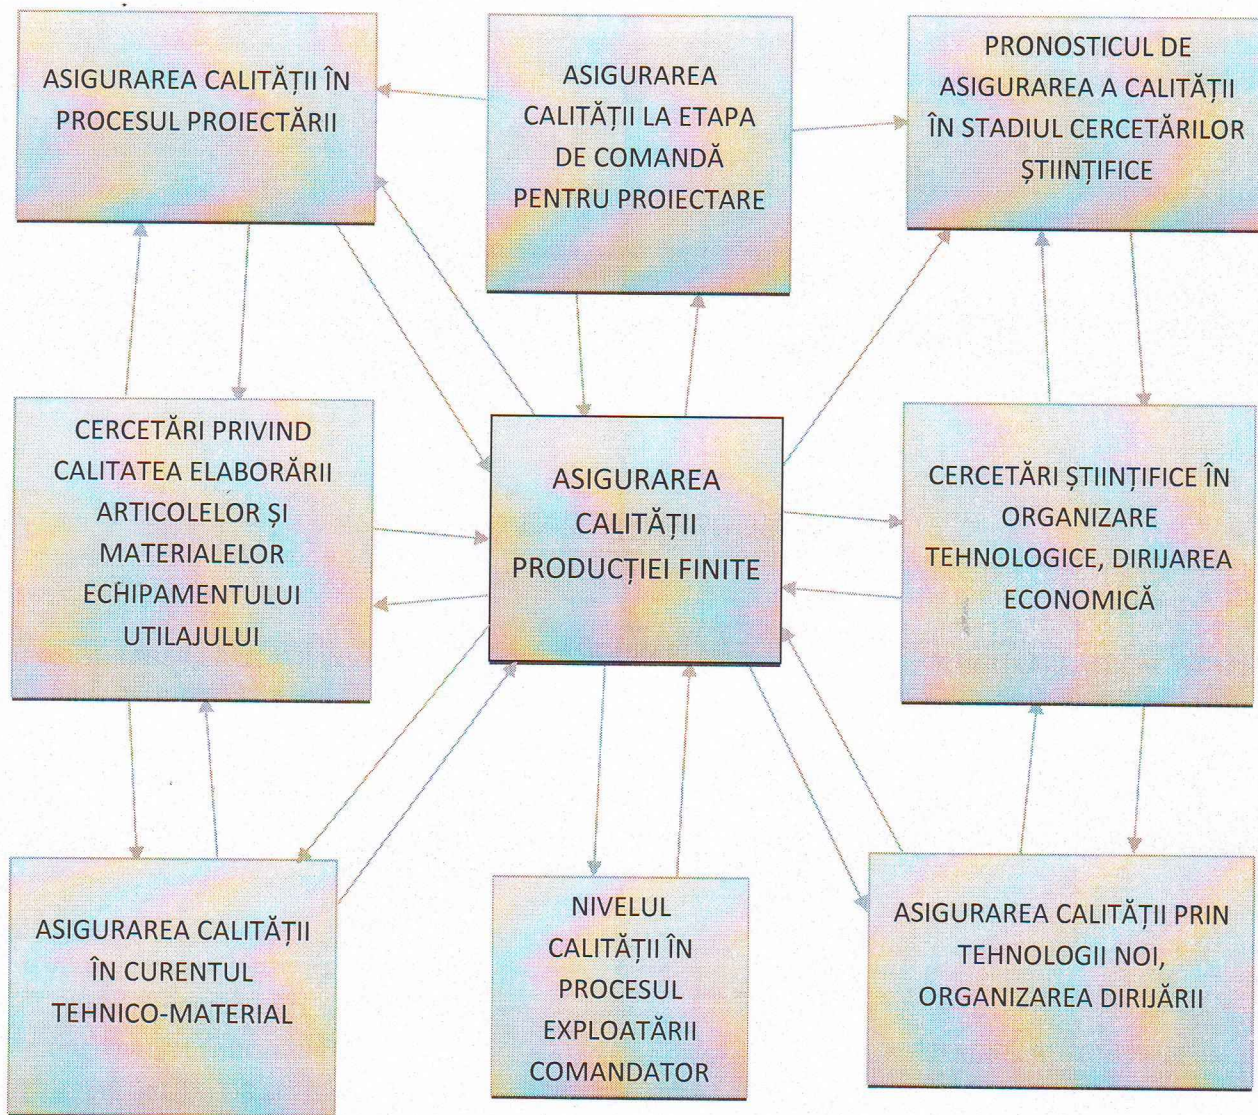 ASIGURAREA CALITĂȚII ÎN
PROCESUL PROIECTĂRII
ASIGURAREA
CALITĂȚII LA ETAPA
DE COMANDĂ
PENTRU PROIECTARE
PRONOSTICUL DE
ASIGURAREA A CALITĂȚII
ÎN STADIUL CERCETĂRILOR
ȘTIINȚIFICE
CERCETĂRI PRIVIND
CALITATEA ELABORĂRII
ARTICOLELOR ȘI
MATERIALELOR
ECHIPAMENTULUI
UTILAJULUI
ASIGURAREA
CALITĂȚII
PRODUCȚIEI FINITE
CERCETĂRI ȘTIINȚIFICE ÎN
ORGANIZARE
TEHNOLOGICE, DIRIJAREA
ECONOMICĂ
ASIGURAREA CALITĂȚII
ÎN CURENTUL
TEHNICO-MATERIAL
NIVELUL
CALITĂȚII ÎN
PROCESUL
EXPLOATĂRII
COMANDATOR
ASIGURAREA CALITĂȚII PRIN
TEHNOLOGII NOI,
ORGANIZAREA DIRIJĂRII